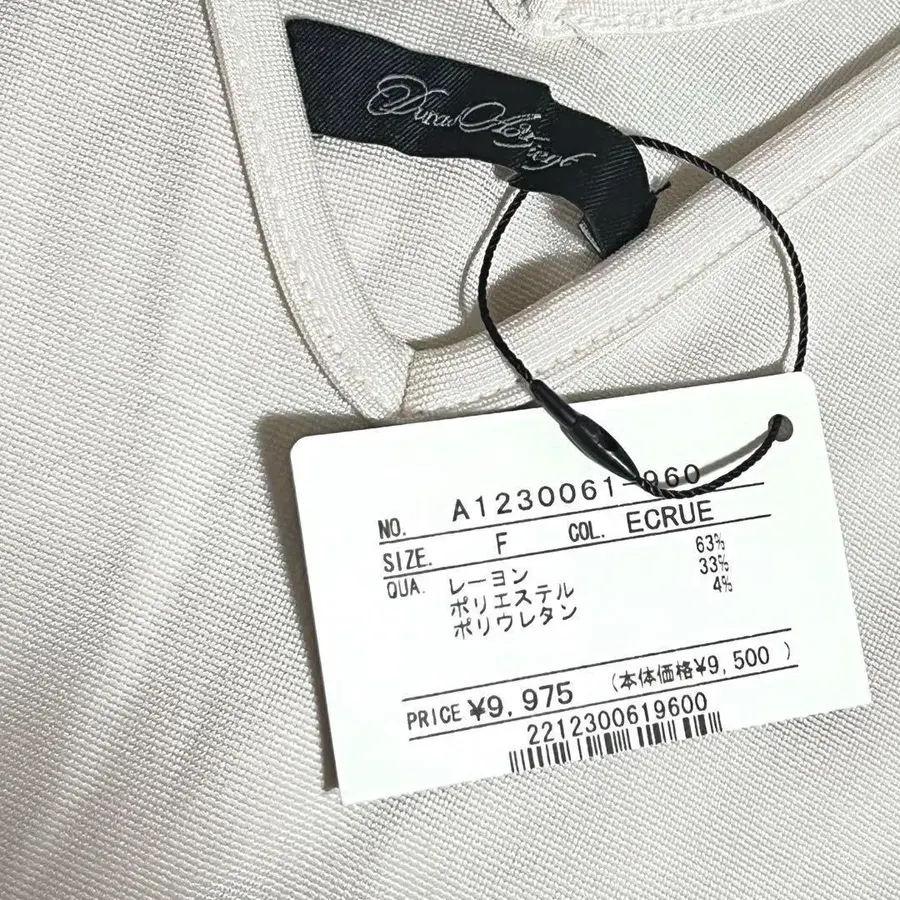 NO. A1230061-960
SIZE. F COL. ECRUE
QUA. レーヨン 63%
ポリエステル 33%
ポリウレタン 4%
PRICE ¥9,975 (本体価格¥9,500 )
2212300619600